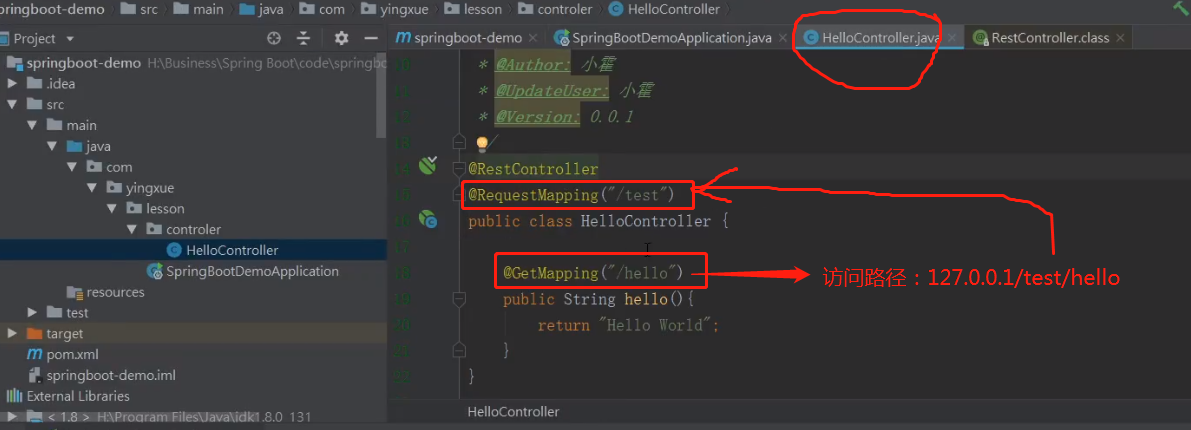 pringboot-demo src main java com yingxue lesson controler HelloController
Project
springboot-demo SpringBootDemoApplication.java HelloController.java RestController.class
springboot-demo H:\Business\Spring Boot\code\springbo
.idea
src
main
java
com
yingxue
lesson
controler
HelloController
SpringBootDemoApplication
resources
test
target
pom.xml
springboot-demo.iml
External Libraries
< 1.8 > H:\Program Files\Java\jdk1.8.0_131
* @Author: 小霍
* @UpdateUser: 小霍
* @Version: 0.0.1
*/
@RestController
@RequestMapping("/test")
public class HelloController {
@GetMapping("/hello")
访问路径：127.0.0.1/test/hello
public String hello(){
return "Hello World";
}
}
HelloController